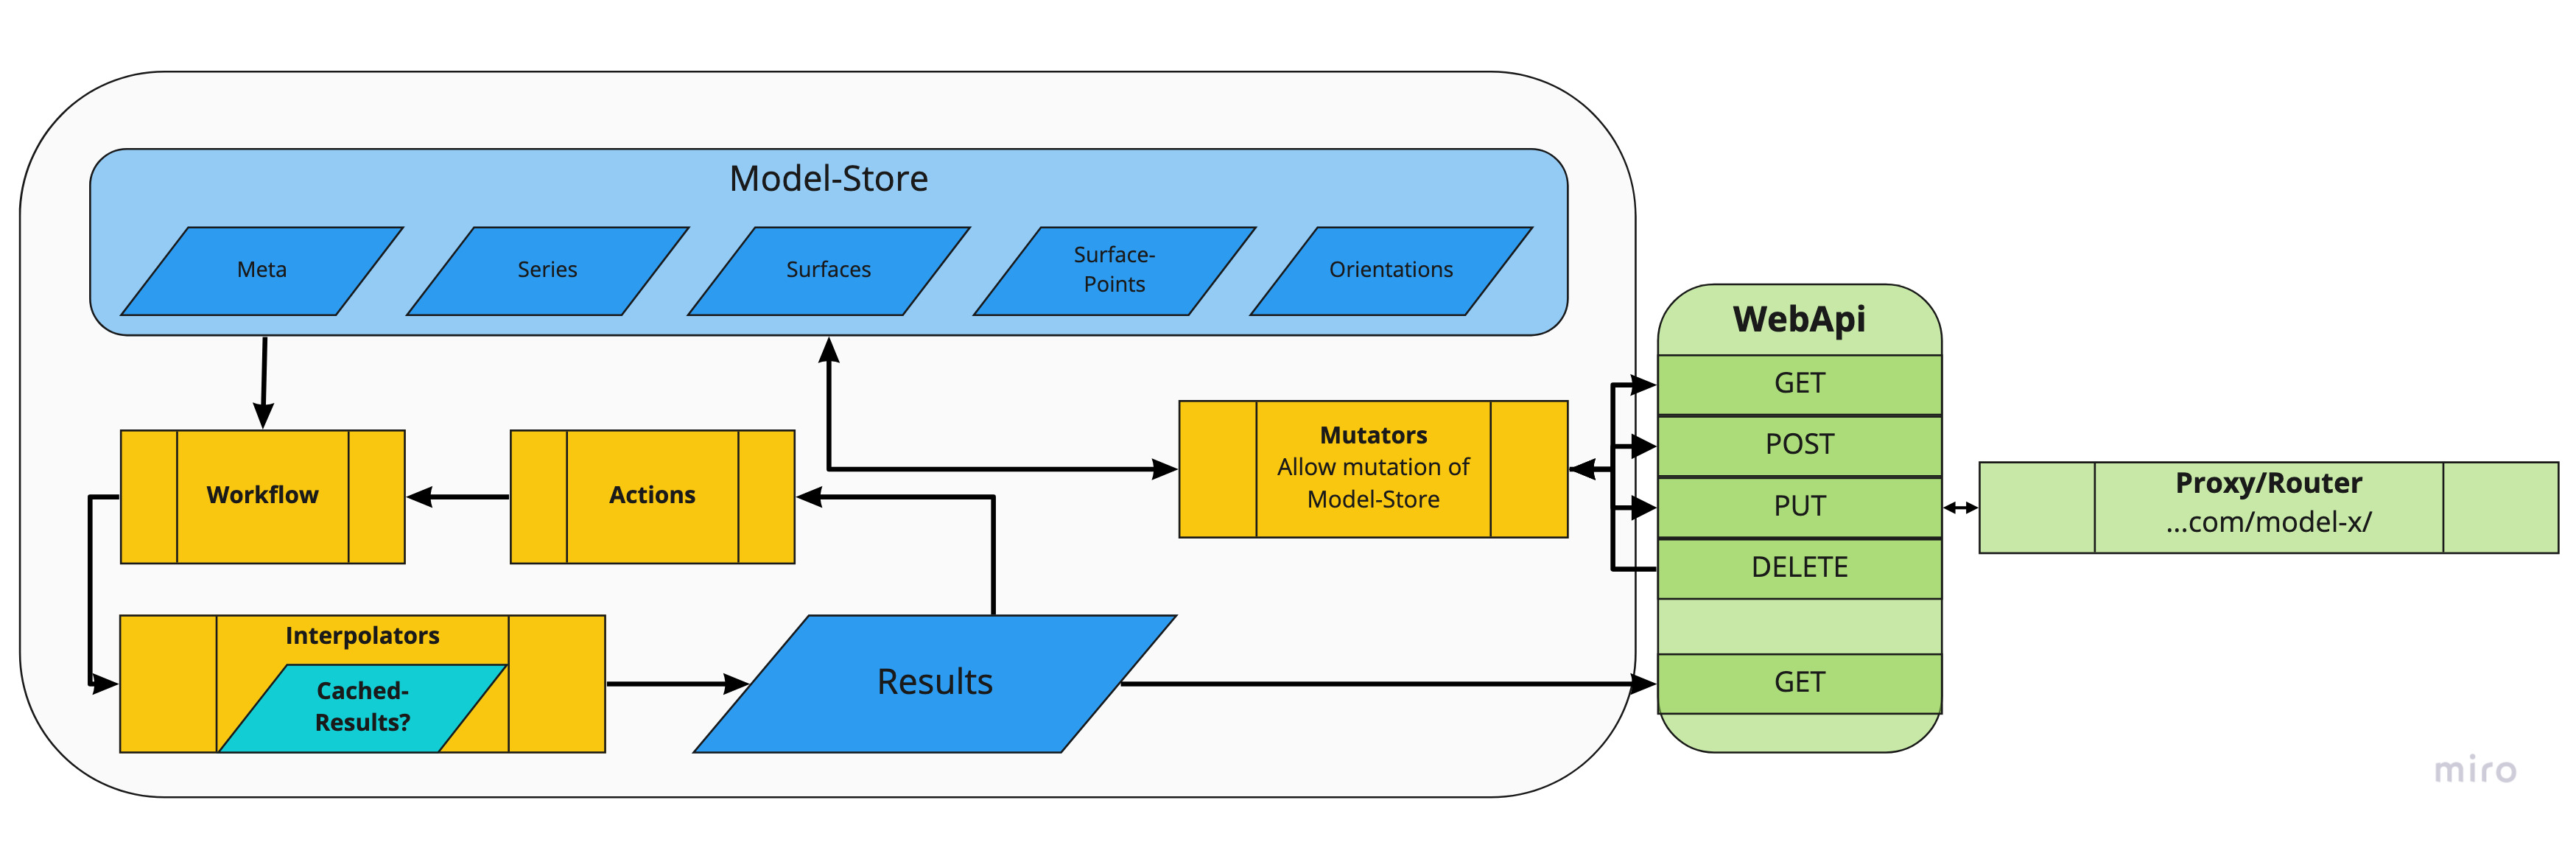 Model-Store
Meta
Series
Surfaces
Surface-
Points
Orientations
WebApi
GET
POST
PUT
DELETE
GET
Mutators
Allow mutation of
Model-Store
Workflow
Actions
Proxy/Router
...com/model-x/
Interpolators
Cached-
Results?
Results
miro